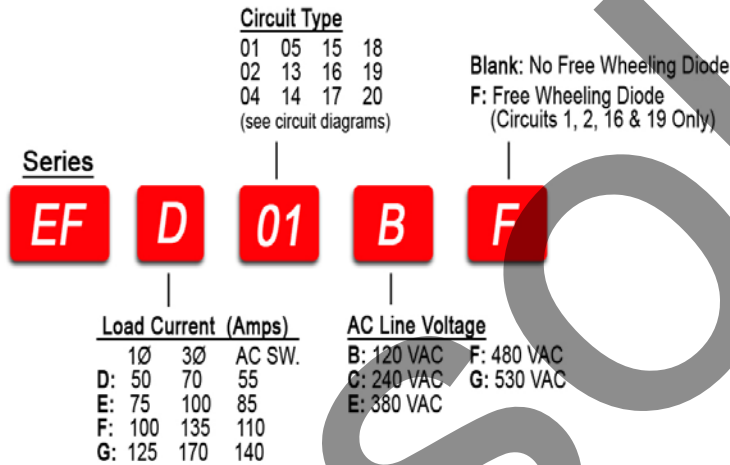 Circuit Type
01 05 15 18
02 13 16 19
04 14 17 20
(see circuit diagrams)
Blank: No Free Wheeling Diode
F: Free Wheeling Diode
(Circuits 1, 2, 16 & 19 Only)
Series
EF D 01 B F
Load Current (Amps)
1Ø 3Ø AC SW.
D: 50 70 55
E: 75 100 85
F: 100 135 110
G: 125 170 140
AC Line Voltage
B: 120 VAC F: 480 VAC
C: 240 VAC G: 530 VAC
E: 380 VAC